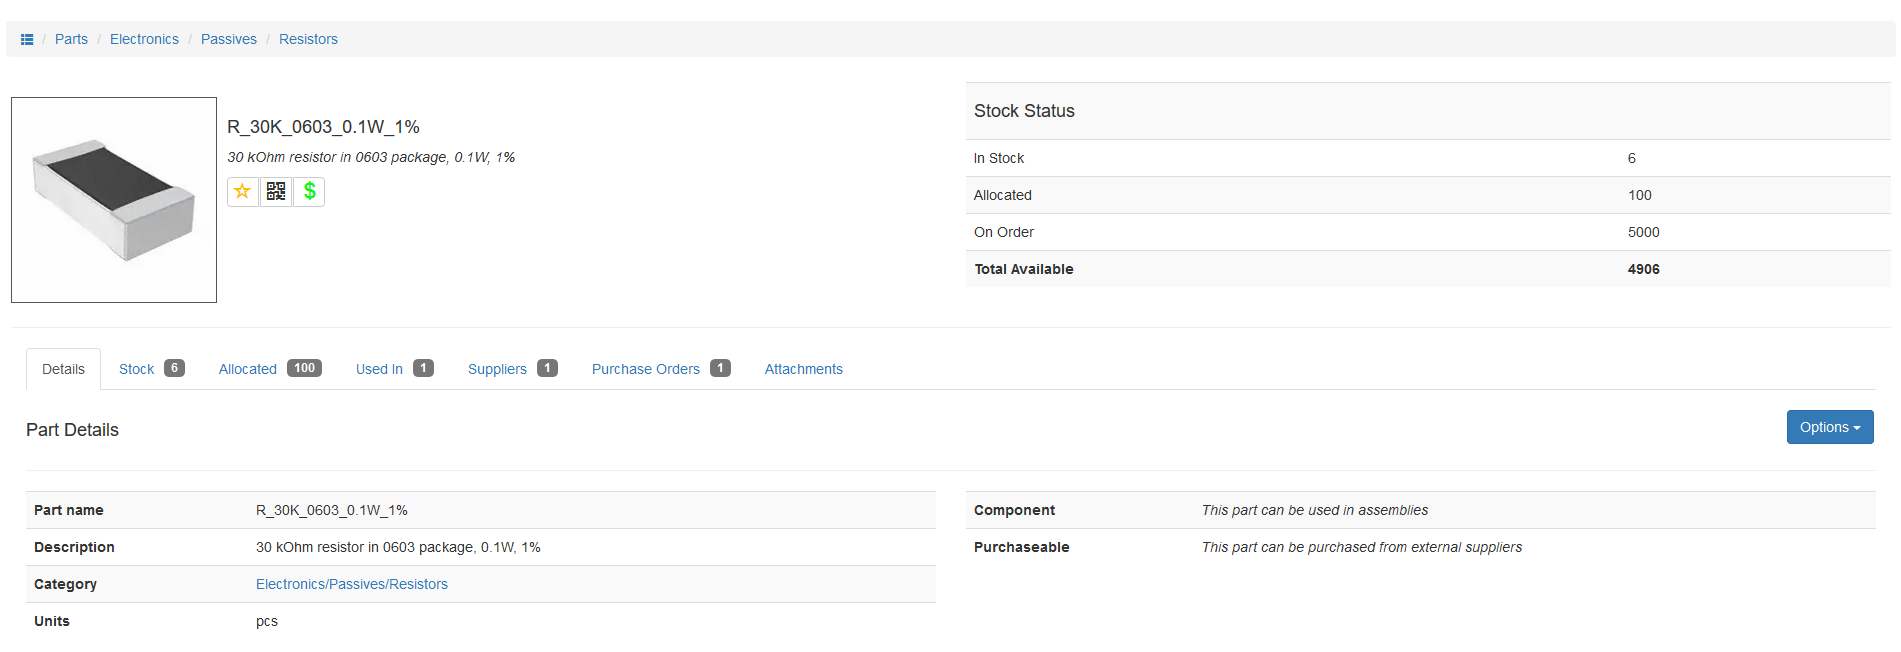 / Parts / Electronics / Passives / Resistors
R_30K_0603_0.1W_1%
30 kOhm resistor in 0603 package, 0.1W, 1%
$
Stock Status
In Stock 6
Allocated 100
On Order 5000
Total Available 4906
Details Stock 6 Allocated 100 Used In 1 Suppliers 1 Purchase Orders 1 Attachments
Part Details
Options
Part name R_30K_0603_0.1W_1%
Description 30 kOhm resistor in 0603 package, 0.1W, 1%
Category Electronics/Passives/Resistors
Units pcs
Component This part can be used in assemblies
Purchaseable This part can be purchased from external suppliers